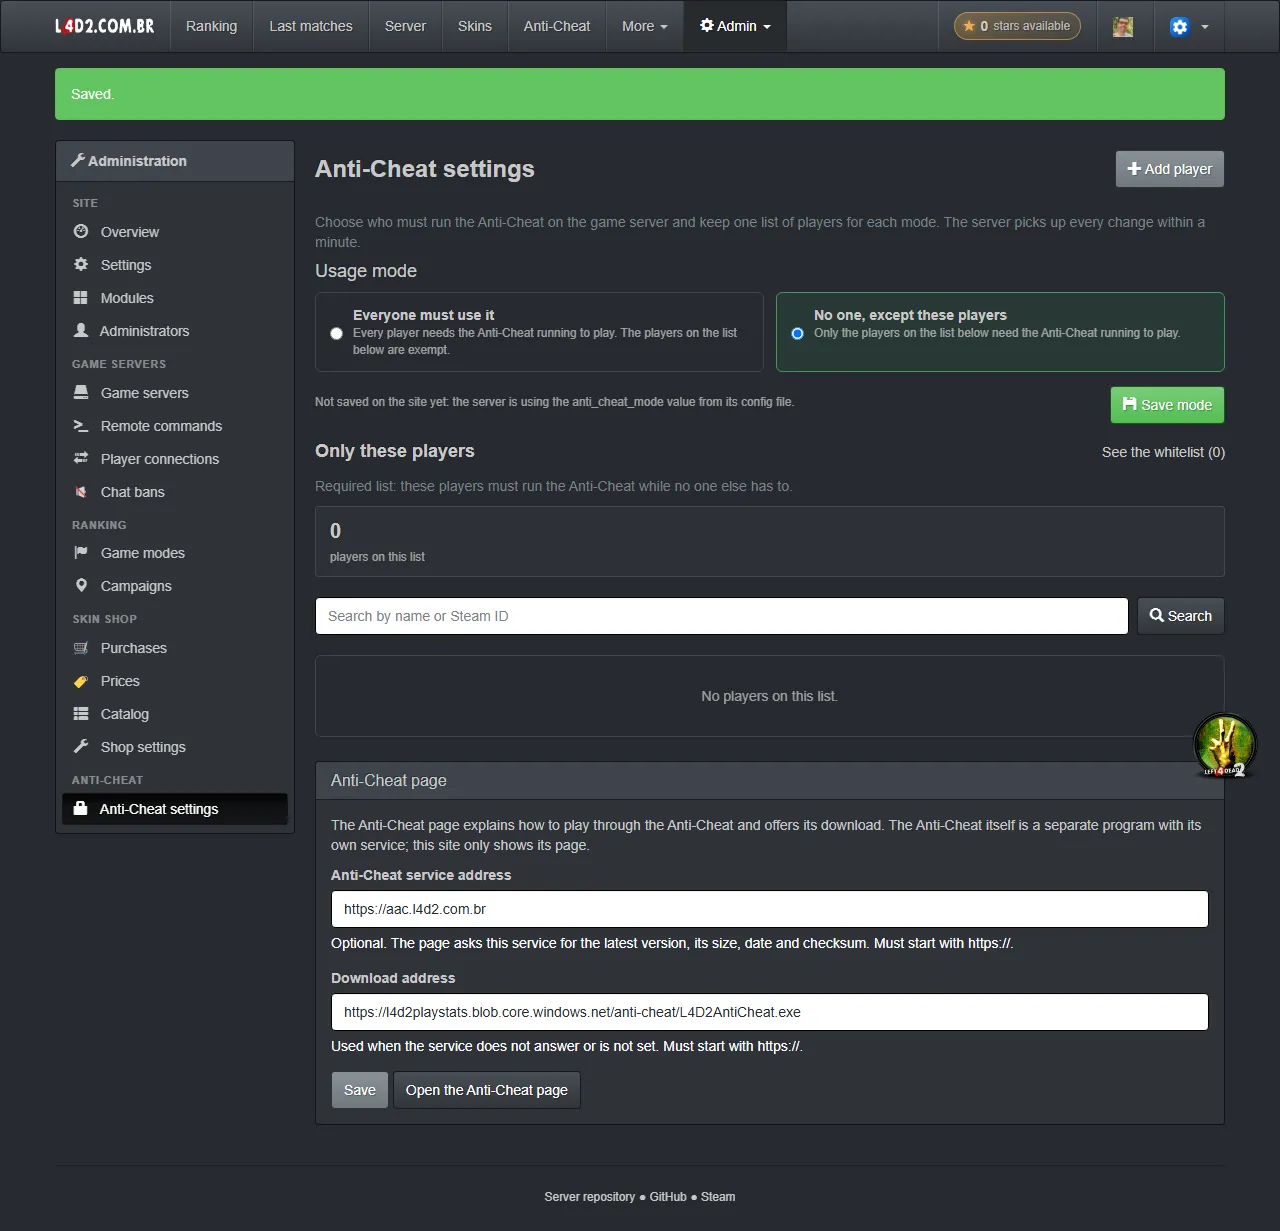 L4D2.COM.BR
Ranking
Last matches
Server
Skins
Anti-Cheat
More
Admin
0 stars available
Saved.
Administration
SITE
Overview
Settings
Modules
Administrators
GAME SERVERS
Game servers
Remote commands
Player connections
Chat bans
RANKING
Game modes
Campaigns
SKIN SHOP
Purchases
Prices
Catalog
Shop settings
ANTI-CHEAT
Anti-Cheat settings
Anti-Cheat settings
Add player
Choose who must run the Anti-Cheat on the game server and keep one list of players for each mode. The server picks up every change within a
minute.
Usage mode
Everyone must use it
Every player needs the Anti-Cheat running to play. The players on the list
below are exempt.
No one, except these players
Only the players on the list below need the Anti-Cheat running to play.
Not saved on the site yet: the server is using the anti_cheat_mode value from its config file.
Save mode
Only these players
See the whitelist (0)
Required list: these players must run the Anti-Cheat while no one else has to.
0
players on this list
Search by name or Steam ID
Search
No players on this list.
LEFT 4 DEAD 2
Anti-Cheat page
The Anti-Cheat page explains how to play through the Anti-Cheat and offers its download. The Anti-Cheat itself is a separate program with its
own service; this site only shows its page.
Anti-Cheat service address
https://aac.l4d2.com.br
Optional. The page asks this service for the latest version, its size, date and checksum. Must start with https://.
Download address
https://l4d2playstats.blob.core.windows.net/anti-cheat/L4D2AntiCheat.exe
Used when the service does not answer or is not set. Must start with https://.
Save
Open the Anti-Cheat page
Server repository ● GitHub ● Steam